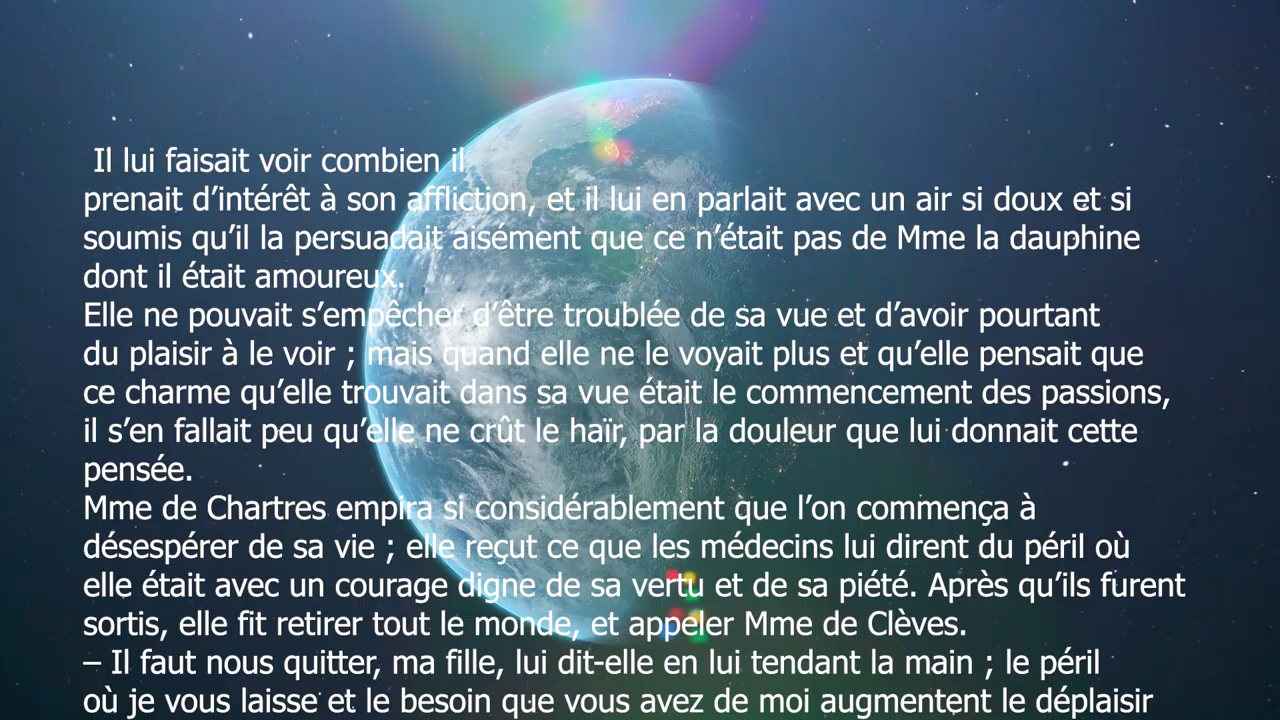 Il lui faisait voir combien il
prenait d’intérêt à son affliction, et il lui en parlait avec un air si doux et si
soumis qu’il la persuadait aisément que ce n’était pas de Mme la dauphine
dont il était amoureux.
Elle ne pouvait s’empêcher d’être troublée de sa vue et d’avoir pourtant
du plaisir à le voir ; mais quand elle ne le voyait plus et qu’elle pensait que
ce charme qu’elle trouvait dans sa vue était le commencement des passions,
il s’en fallait peu qu’elle ne crût le haïr, par la douleur que lui donnait cette
pensée.
Mme de Chartres empira si considérablement que l’on commença à
désespérer de sa vie ; elle reçut ce que les médecins lui dirent du péril où
elle était avec un courage digne de sa vertu et de sa piété. Après qu’ils furent
sortis, elle fit retirer tout le monde, et appeler Mme de Clèves.
– Il faut nous quitter, ma fille, lui dit-elle en lui tendant la main ; le péril
où je vous laisse et le besoin que vous avez de moi augmentent le déplaisir